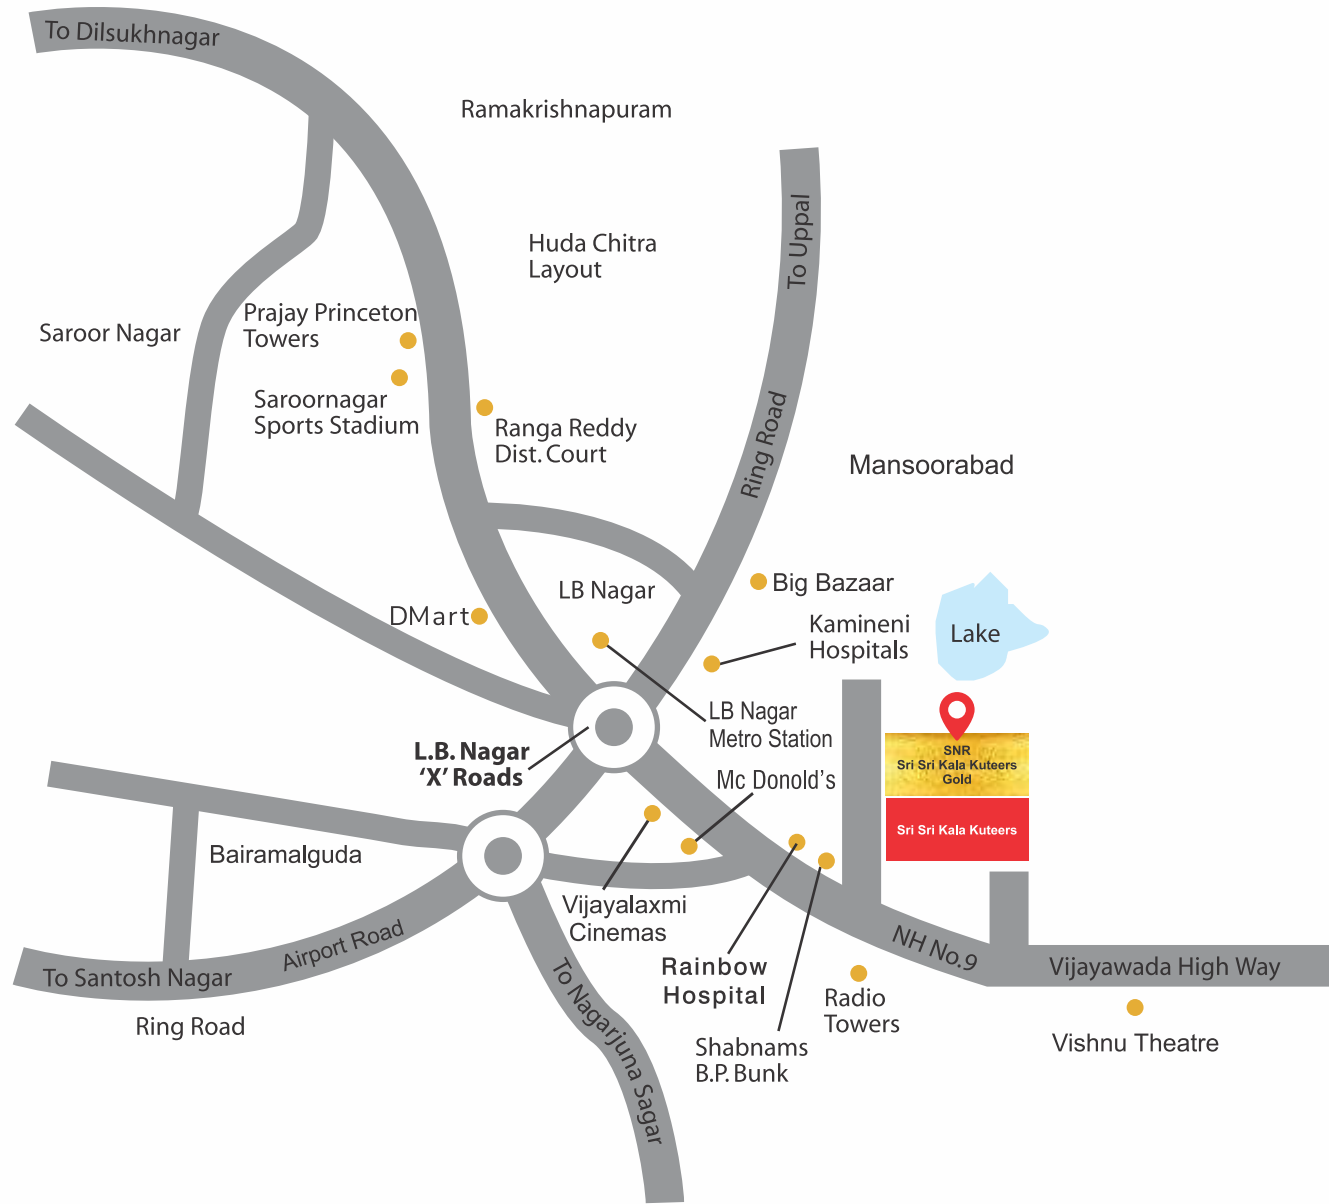 To Dilsukhnagar
Ramakrishnapuram
To Uppal
Huda Chitra
Layout
Prajay Princeton
Towers
Saroor Nagar
Saroornagar
Sports Stadium
Ranga Reddy
Dist. Court
Ring Road
Mansoorabad
Big Bazaar
LB Nagar
DMart
Kamineni
Hospitals
Lake
LB Nagar
Metro Station
L.B. Nagar
‘X’ Roads
Mc Donold’s
SNR
Sri Sri Kala Kuteers
Gold
Sri Sri Kala Kuteers
Bairamalguda
Vijayalaxmi
Cinemas
Airport Road
To Santosh Nagar
Ring Road
NH No.9
Vijayawada High Way
Rainbow
Hospital
Radio
Towers
To Nagarjuna Sagar
Shabnams
B.P. Bunk
Vishnu Theatre